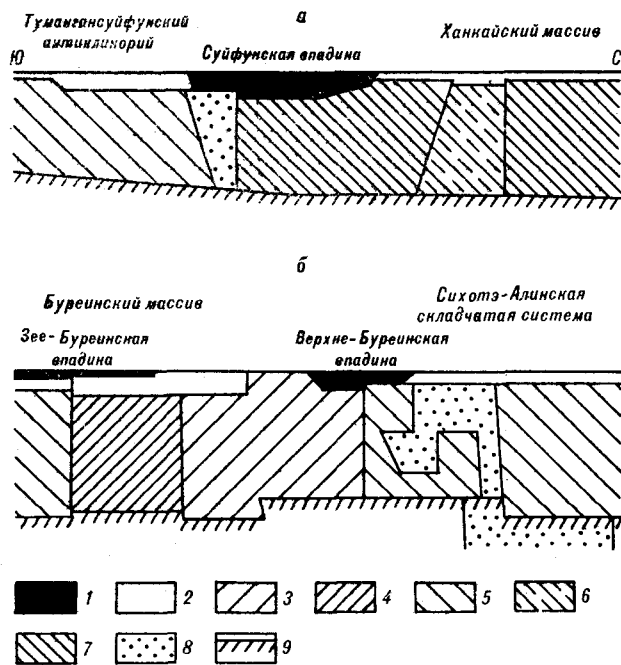 а
Тумангансуйфунский
антиклинорий
Суйфунская впадина
Ханкайский массив
Ю
С
б
Буреинский массив
Сихотэ-Алинская
складчатая система
Зее-Буреинская
впадина
Верхне-Буреинская
впадина
1 2 3 4 5 6
7 8 9